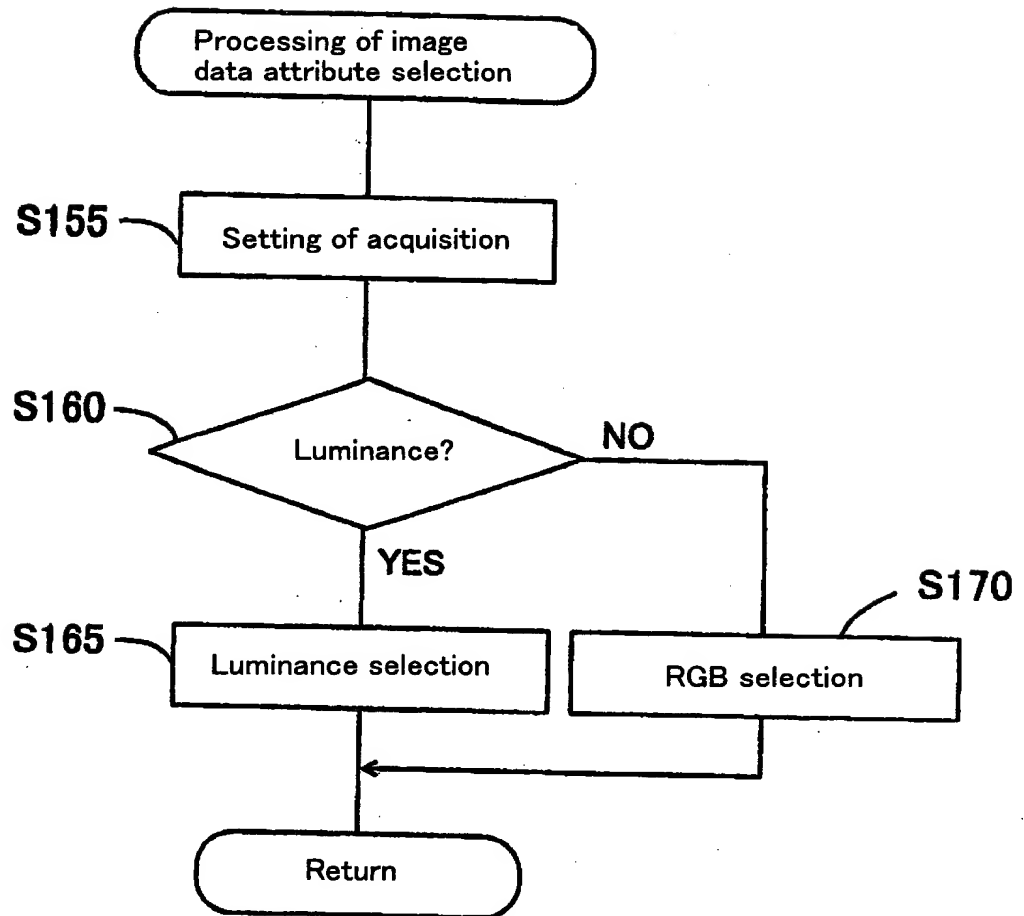 Processing of image
data attribute selection
S155
Setting of acquisition
S160
Luminance?
NO
YES
S170
S165
Luminance selection
RGB selection
Return